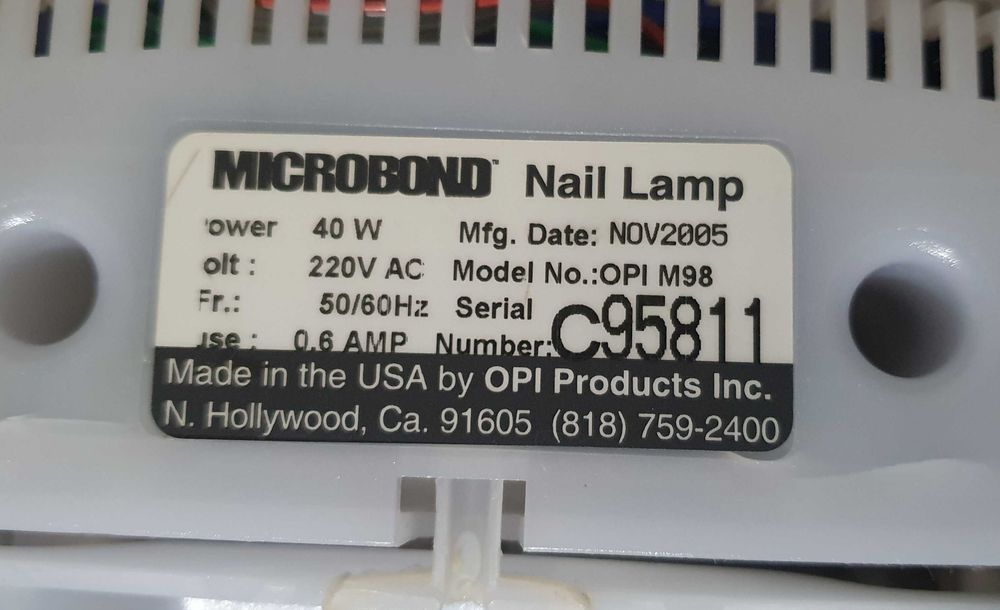 MICROBOND™ Nail Lamp
ower 40 W Mfg. Date: NOV2005
olt : 220V AC Model No.:OPI M98
Fr.: 50/60Hz Serial
use : 0.6 AMP Number: C95811
Made in the USA by OPI Products Inc.
N. Hollywood, Ca. 91605 (818) 759-2400